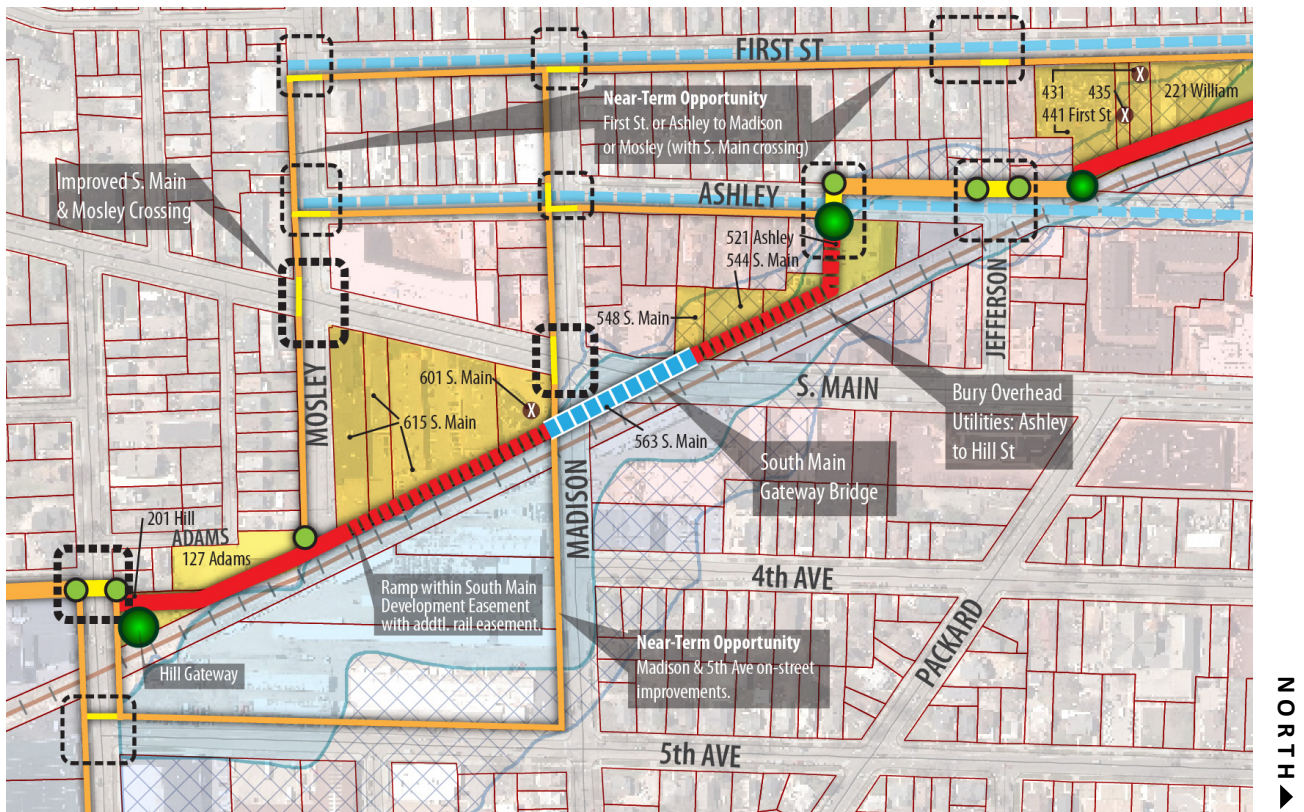 FIRST ST
Near-Term Opportunity
First St. or Ashley to Madison
or Mosley (with S. Main crossing)
431
435
221 William
441 First St
X
X
Improved S. Main
& Mosley Crossing
ASHLEY
521 Ashley
544 S. Main
548 S. Main
JEFFERSON
601 S. Main
X
615 S. Main
MOSLEY
S. MAIN
563 S. Main
Bury Overhead
Utilities: Ashley
to Hill St
South Main
Gateway Bridge
MADISON
201 Hill
ADAMS
127 Adams
4th AVE
Ramp within South Main
Development Easement
with addtl. rail easement.
PACKARD
Near-Term Opportunity
Madison & 5th Ave on-street
improvements.
Hill Gateway
5th AVE
NORTH